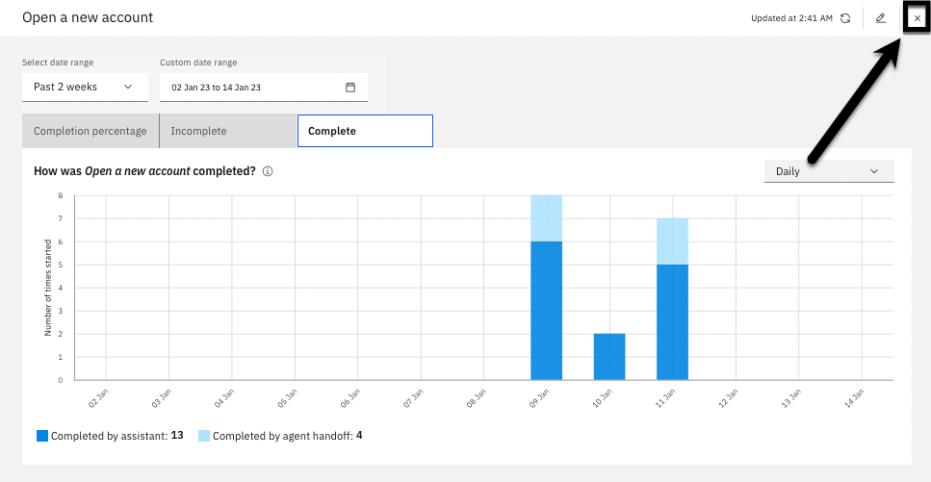 Open a new account
Updated at 2:41 AM
Select date range
Custom date range
Past 2 weeks
02 Jan 23 to 14 Jan 23
Completion percentage
Incomplete
Complete
How was Open a new account completed?
Daily
Number of times started
8
7
6
5
4
3
2
1
0
02 Jan
03 Jan
04 Jan
05 Jan
06 Jan
07 Jan
08 Jan
09 Jan
10 Jan
11 Jan
12 Jan
13 Jan
14 Jan
Completed by assistant: 13
Completed by agent handoff: 4